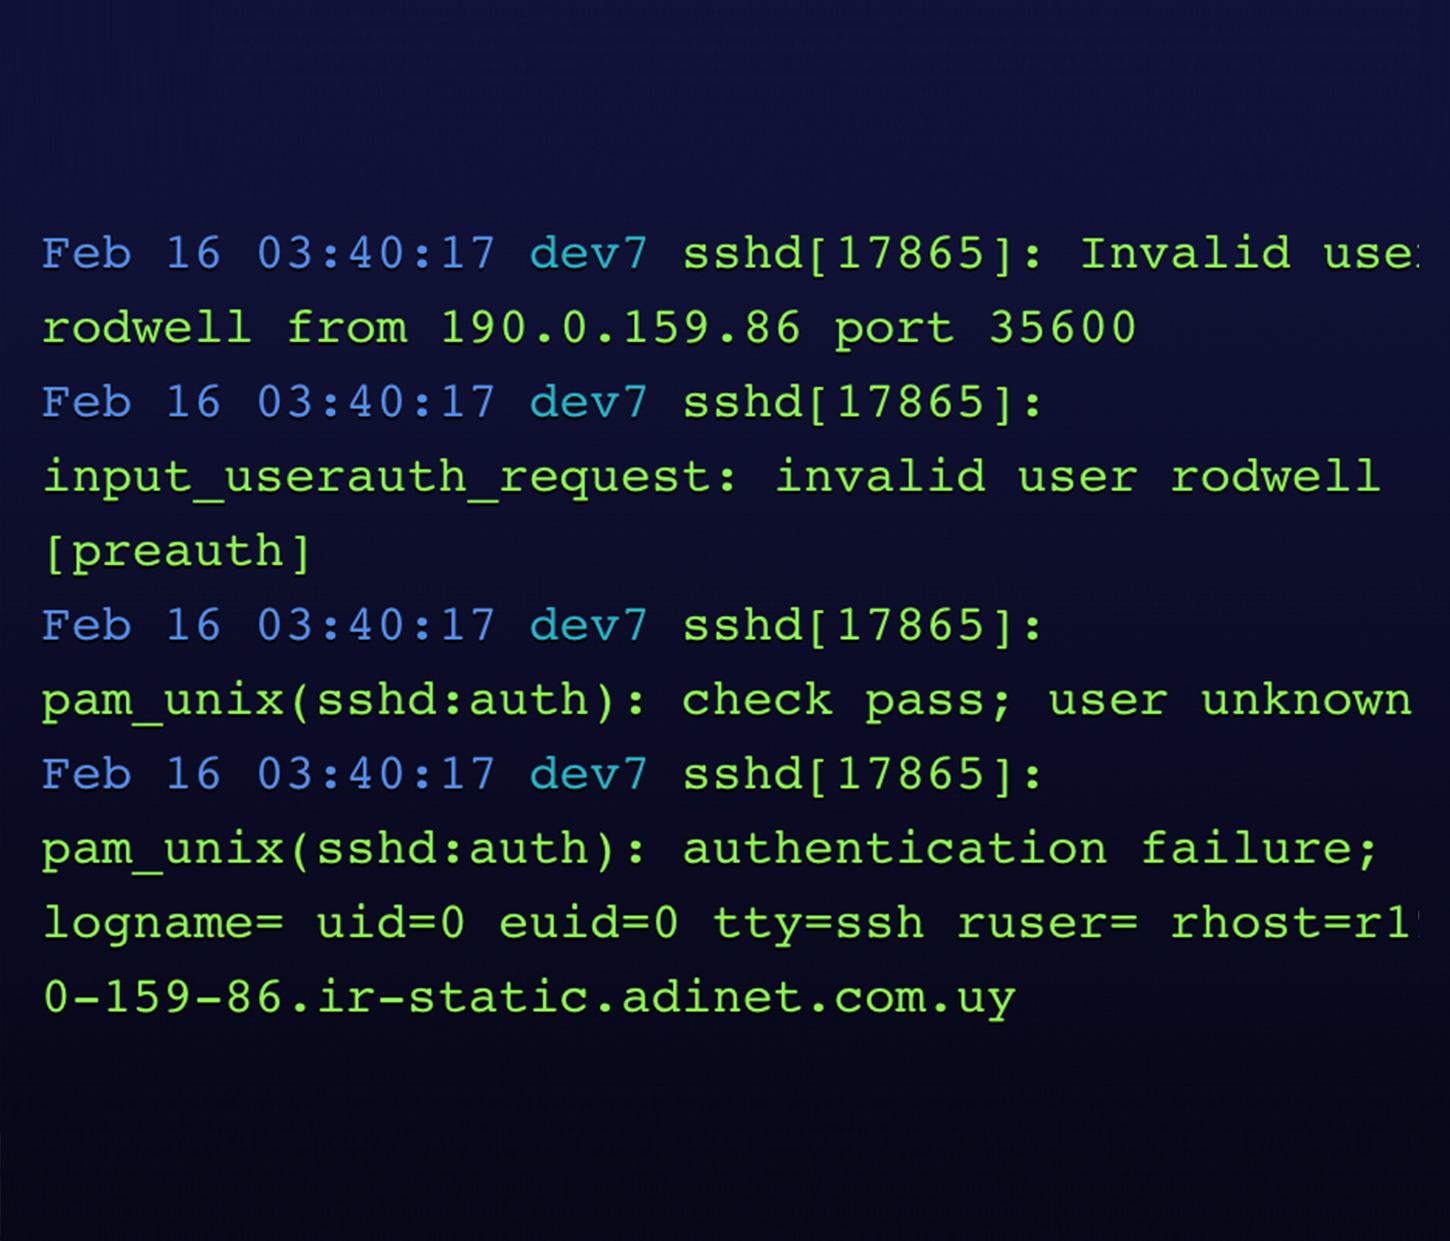 Feb 16 03:40:17 dev7 sshd[17865]: Invalid
rodwell from 190.0.159.86 port 35600
Feb 16 03:40:17 dev7 sshd[17865]:
input_userauth_request: invalid user rodwell
[preauth]
Feb 16 03:40:17 dev7 sshd[17865]:
pam_unix(sshd:auth): check pass; user unknown
Feb 16 03:40:17 dev7 sshd[17865]:
pam_unix(sshd:auth): authentication failure;
logname= uid=0 euid=0 tty=ssh ruser= rhost=r1
0-159-86.ir-static.adinet.com.uy